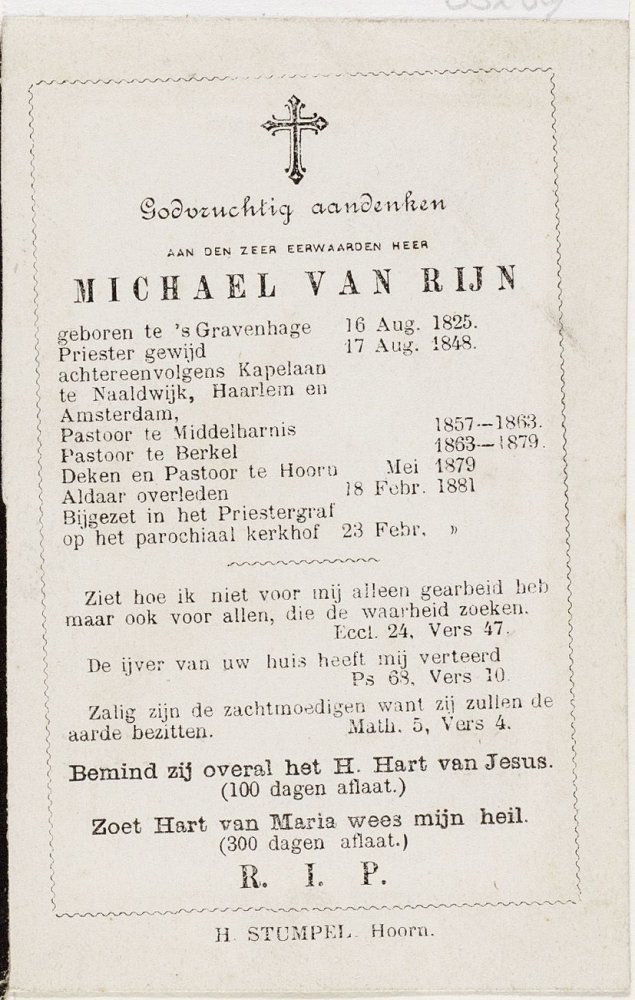 Godvruchtig aandenken
AAN DEN ZEER EERWAARDEN HEER
MICHAEL VAN RIJN
geboren te 's Gravenhage 16 Aug. 1825.
Priester gewijd 17 Aug. 1848.
achtereenvolgens Kapelaan
te Naaldwijk, Haarlem en
Amsterdam,
Pastoor te Middelharnis 1857—1863.
Pastoor te Berkel 1863—1879.
Deken en Pastoor te Hoorn Mei 1879
Aldaar overleden 18 Febr. 1881
Bijgezet in het Priestergraf
op het parochiaal kerkhof 23 Febr. „
Ziet hoe ik niet voor mij alleen gearbeid heb
maar ook voor allen, die de waarheid zoeken.
Eccl. 24, Vers 47.
De ijver van uw huis heeft mij verteerd
Ps 68, Vers 10.
Zalig zijn de zachtmoedigen want zij zullen de
aarde bezitten. Math. 5, Vers 4.
Bemind zij overal het H. Hart van Jesus.
(100 dagen aflaat.)
Zoet Hart van Maria wees mijn heil.
(300 dagen aflaat.)
R. I. P.
H. STUMPEL. Hoorn.